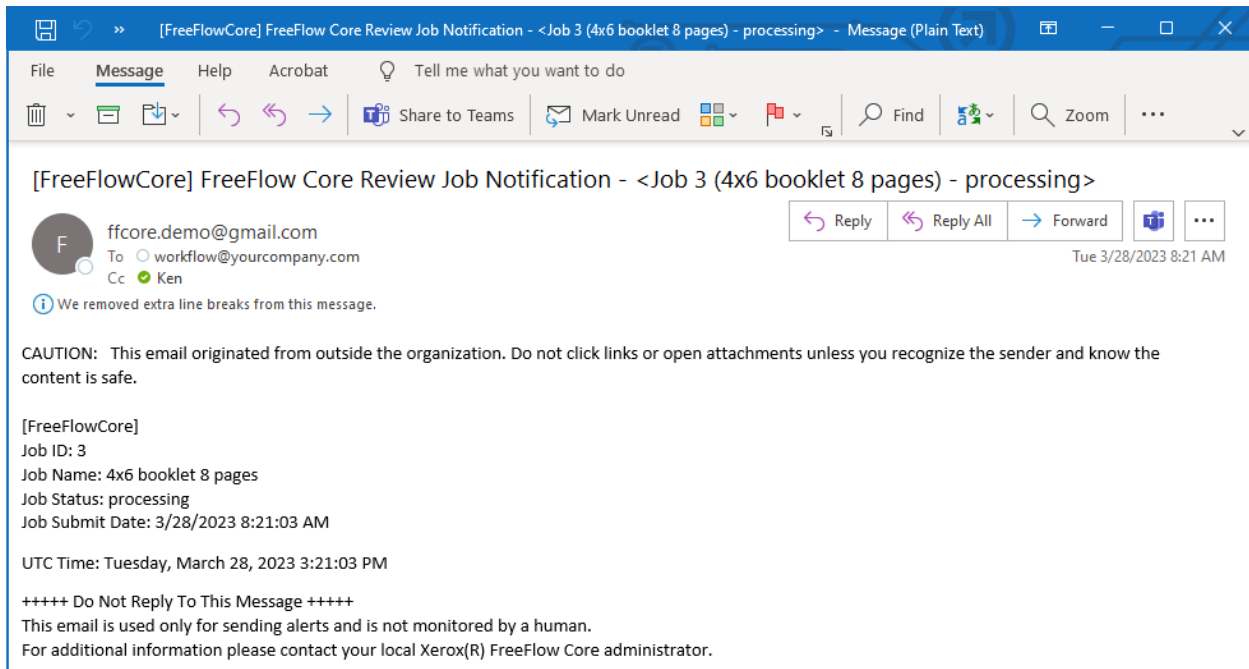 [FreeFlowCore] FreeFlow Core Review Job Notification - <Job 3 (4x6 booklet 8 pages) - processing> - Message (Plain Text)
File Message Help Acrobat Tell me what you want to do
Share to Teams Mark Unread Find Zoom
[FreeFlowCore] FreeFlow Core Review Job Notification - <Job 3 (4x6 booklet 8 pages) - processing>
F
ffcore.demo@gmail.com
To workflow@yourcompany.com
Cc Ken
Reply Reply All Forward
Tue 3/28/2023 8:21 AM
We removed extra line breaks from this message.
CAUTION: This email originated from outside the organization. Do not click links or open attachments unless you recognize the sender and know the
content is safe.
[FreeFlowCore]
Job ID: 3
Job Name: 4x6 booklet 8 pages
Job Status: processing
Job Submit Date: 3/28/2023 8:21:03 AM
UTC Time: Tuesday, March 28, 2023 3:21:03 PM
+++++ Do Not Reply To This Message +++++
This email is used only for sending alerts and is not monitored by a human.
For additional information please contact your local Xerox(R) FreeFlow Core administrator.